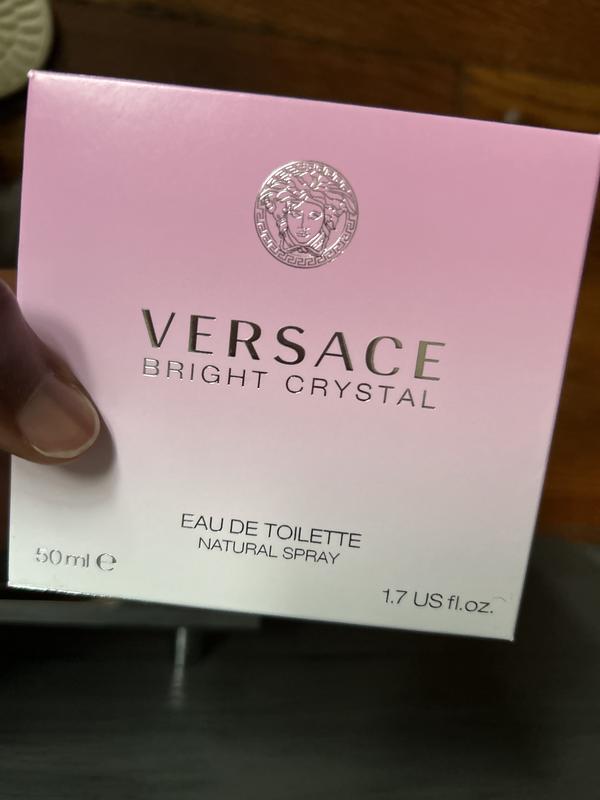 VERSACE
BRIGHT CRYSTAL
EAU DE TOILETTE
NATURAL SPRAY
50 ml ℮
1.7 US fl.oz.